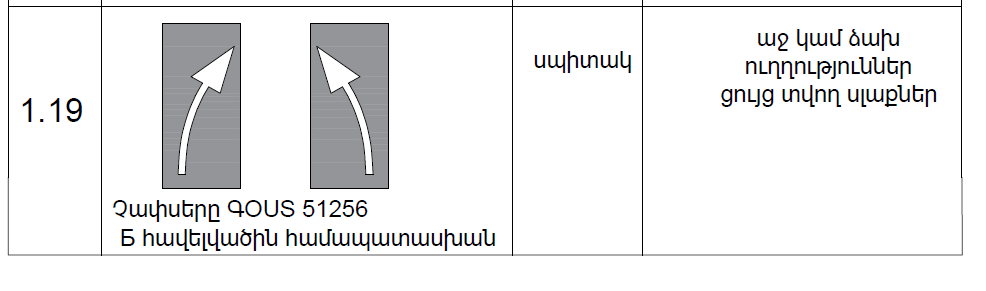 1.19
Չափսերը ԳՕՍՏ 51256
Բ հավելվածին համապատասխան
սպիտակ
աջ կամ ձախ
ուղղություններ
ցույց տվող սլաքներ